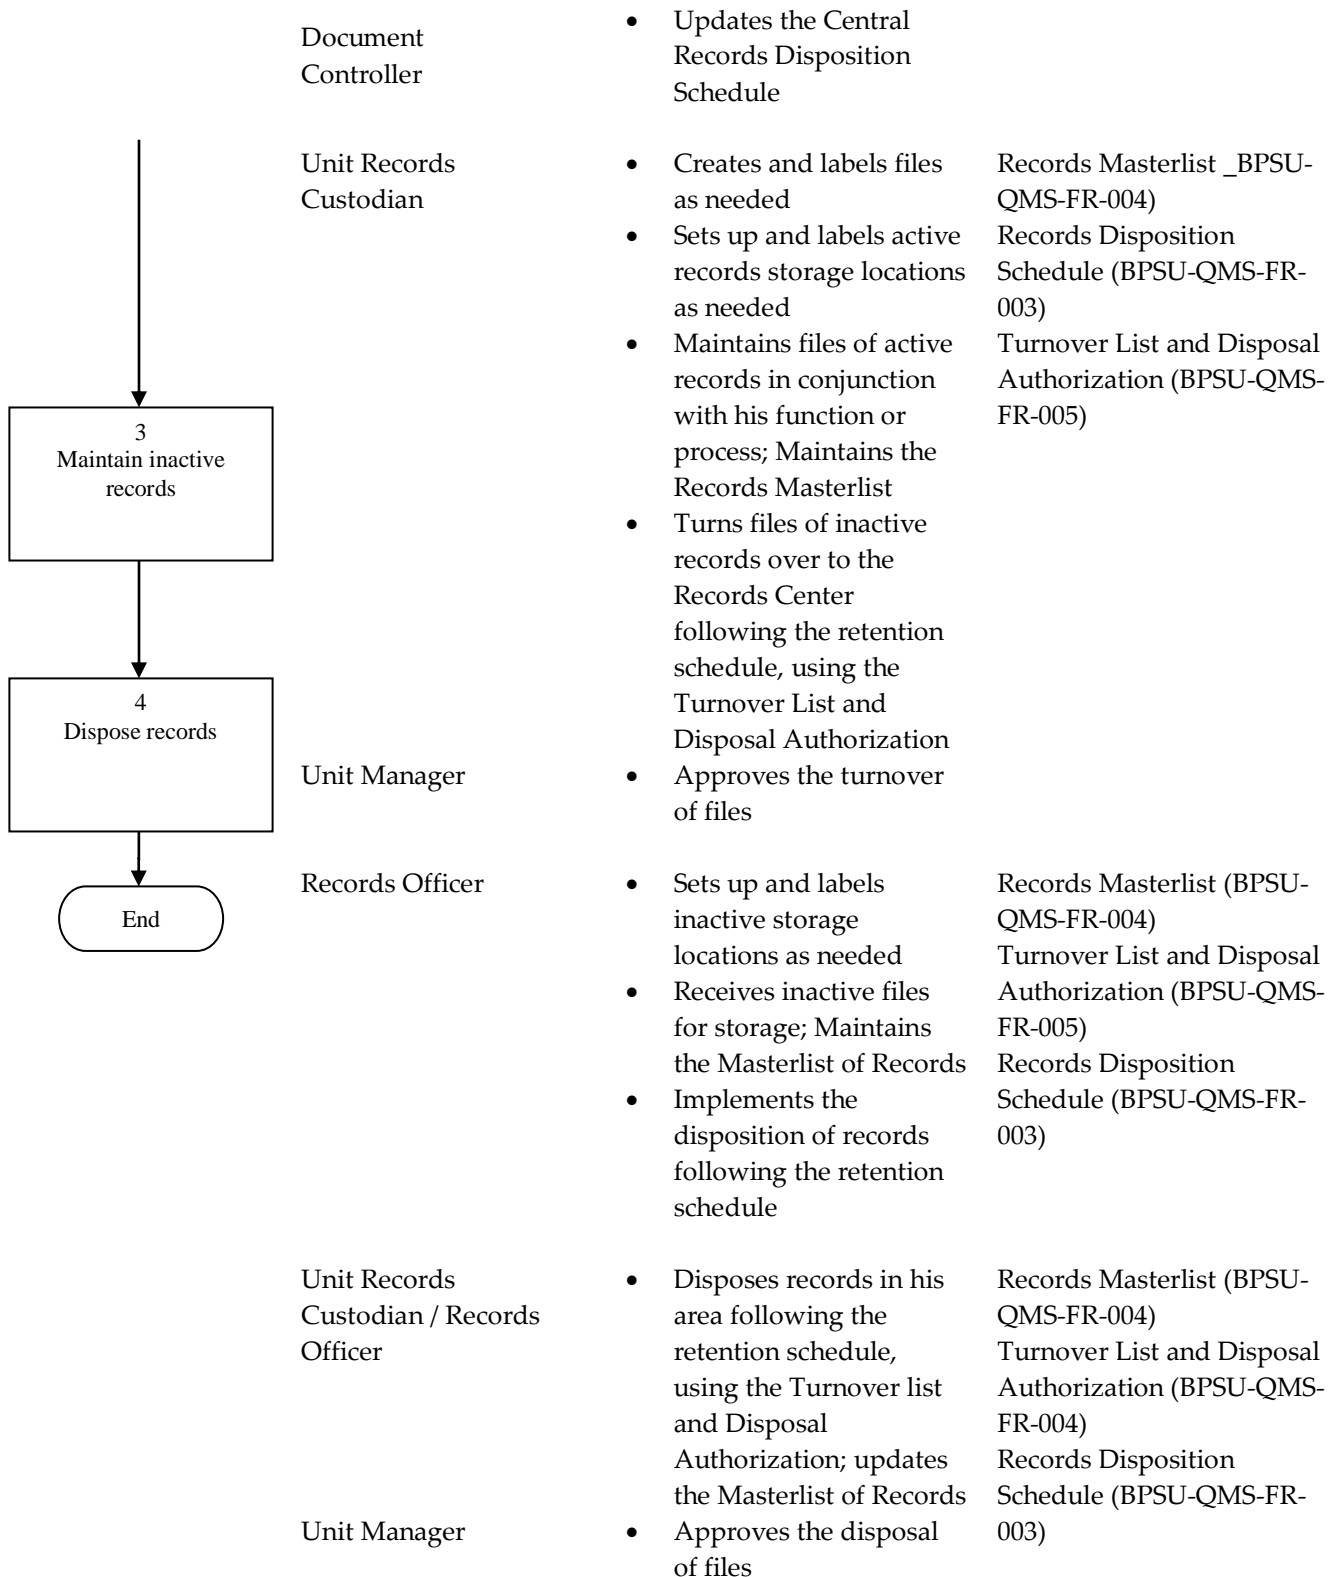 Document
Controller
• Updates the Central
Records Disposition
Schedule
Unit Records
Custodian
• Creates and labels files
as needed
• Sets up and labels active
records storage locations
as needed
• Maintains files of active
records in conjunction
with his function or
process; Maintains the
Records Masterlist
• Turns files of inactive
records over to the
Records Center
following the retention
schedule, using the
Turnover List and
Disposal Authorization
Records Masterlist _BPSU-
QMS-FR-004)
Records Disposition
Schedule (BPSU-QMS-FR-
003)
Turnover List and Disposal
Authorization (BPSU-QMS-
FR-005)
3
Maintain inactive
records
4
Dispose records
Unit Manager
• Approves the turnover
of files
End
Records Officer
• Sets up and labels
inactive storage
locations as needed
• Receives inactive files
for storage; Maintains
the Masterlist of Records
• Implements the
disposition of records
following the retention
schedule
Records Masterlist (BPSU-
QMS-FR-004)
Turnover List and Disposal
Authorization (BPSU-QMS-
FR-005)
Records Disposition
Schedule (BPSU-QMS-FR-
003)
Unit Records
Custodian / Records
Officer
• Disposes records in his
area following the
retention schedule,
using the Turnover list
and Disposal
Authorization; updates
the Masterlist of Records
Records Masterlist (BPSU-
QMS-FR-004)
Turnover List and Disposal
Authorization (BPSU-QMS-
FR-004)
Records Disposition
Schedule (BPSU-QMS-FR-
003)
Unit Manager
• Approves the disposal
of files